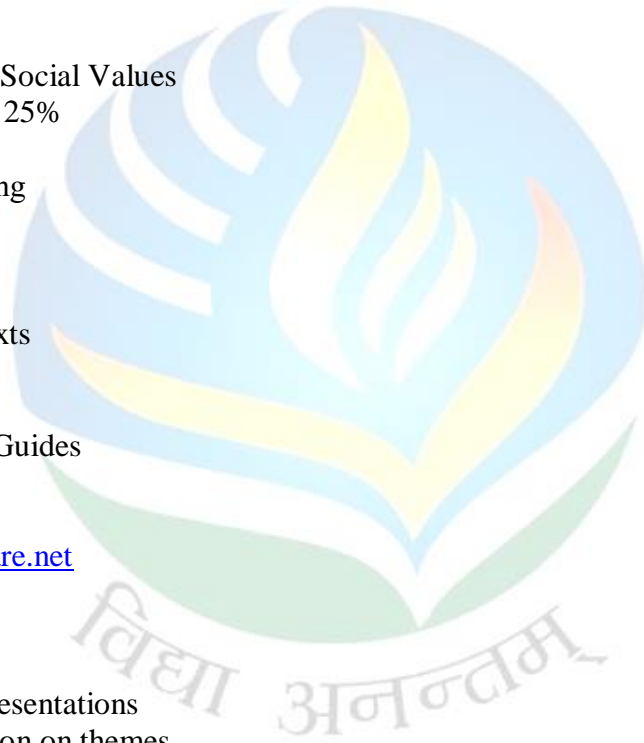 Social Values
25%
ng
xts
Guides
re.net
विद्या अनन्तम्
esentations
on on themes